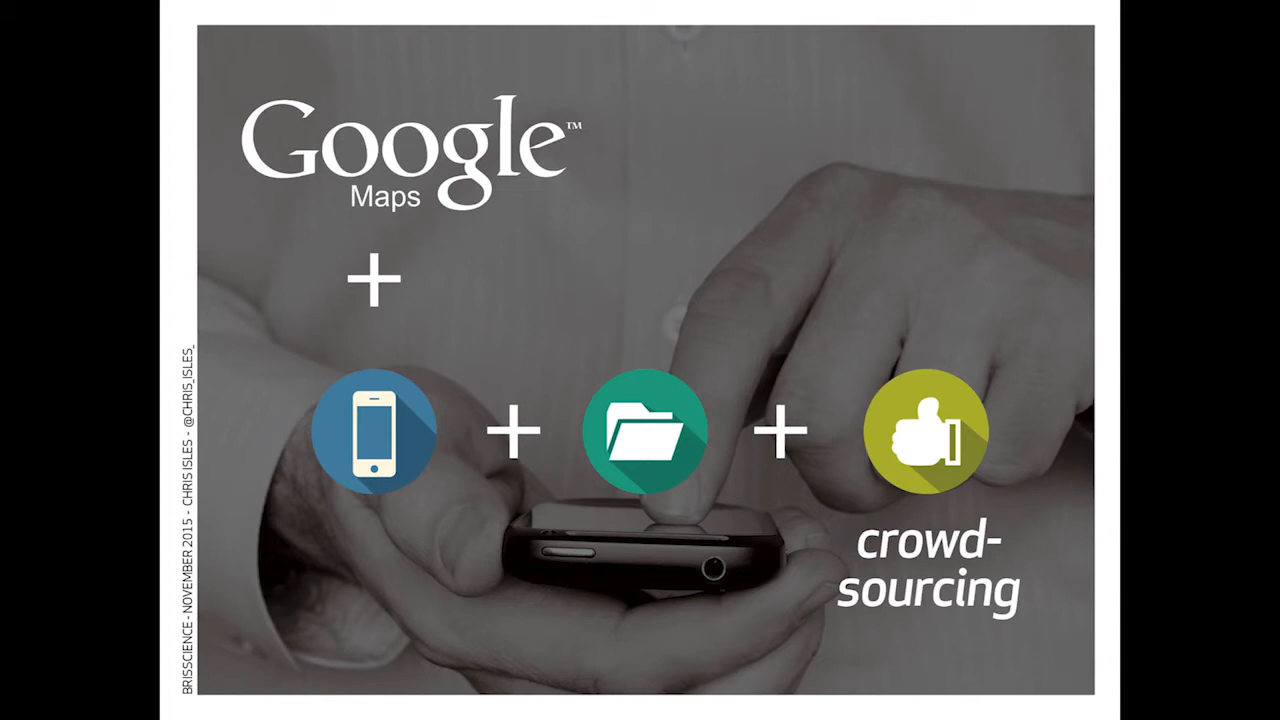 Google™
Maps
+
+
+
crowd-
sourcing
BRISSCIENCE - NOVEMBER 2015 - CHRIS ISLES - @CHRIS_ISLES_